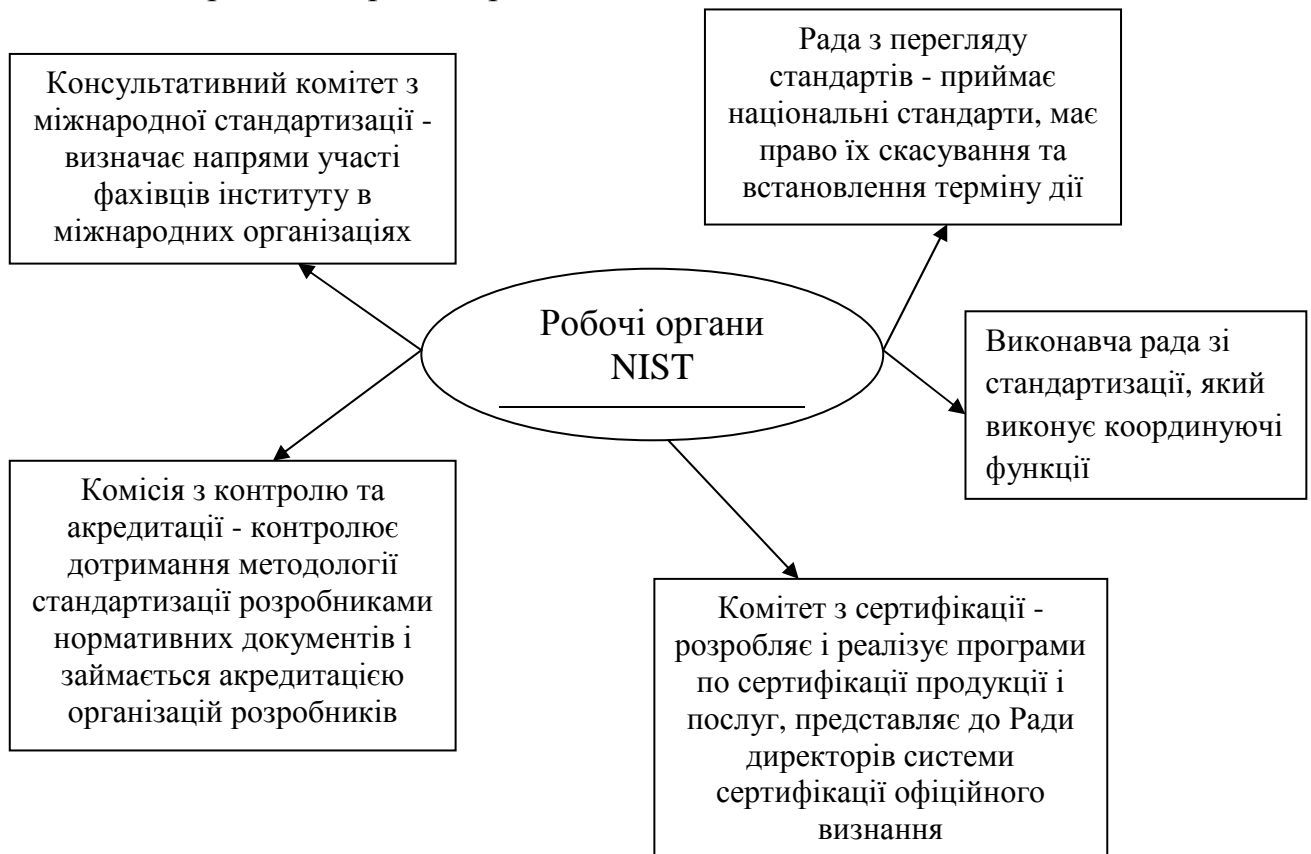 Рада з перегляду
стандартів - приймає
національні стандарти, має
право їх скасування та
встановлення терміну дії
Консультативний комітет з
міжнародної стандартизації -
визначає напрями участі
фахівців інституту в
міжнародних організаціях
Робочі органи
NIST
Виконавча рада зі
стандартизації, який
виконує координуючі
функції
Комісія з контролю та
акредитації - контролює
дотримання методології
стандартизації розробниками
нормативних документів і
займається акредитацією
організацій розробників
Комітет з сертифікації -
розробляє і реалізує програми
по сертифікації продукції і
послуг, представляє до Ради
директорів системи
сертифікації офіційного
визнання